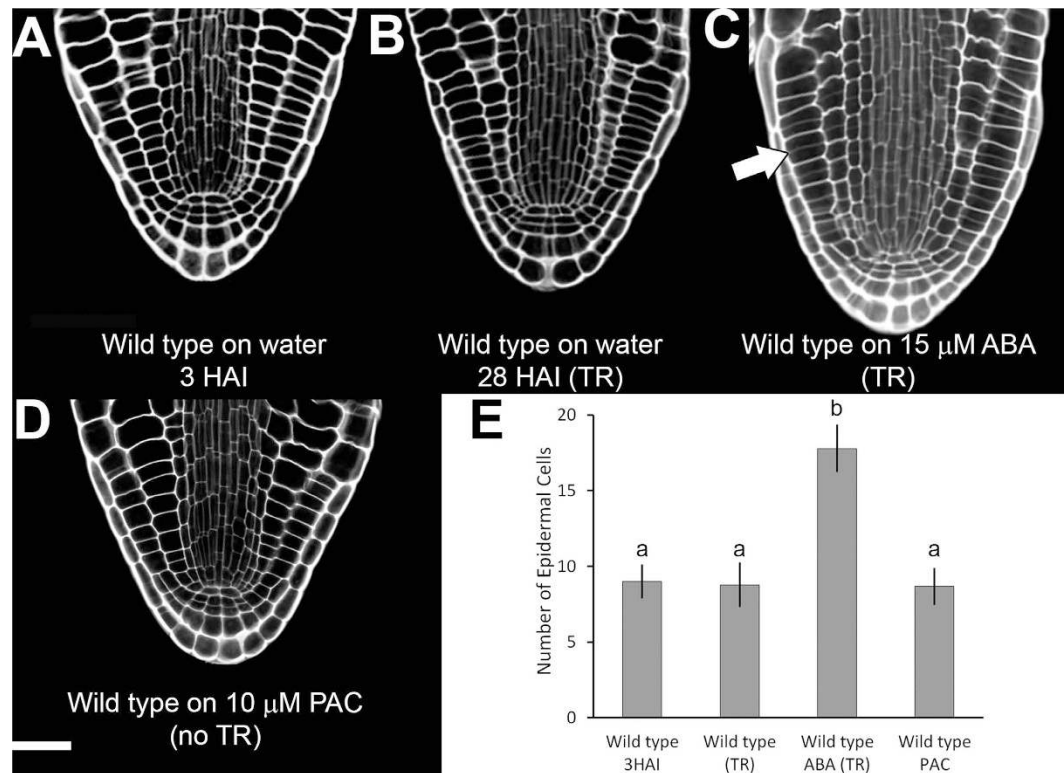 A
B
C
Wild type on water
3 HAI
Wild type on water
28 HAI (TR)
Wild type on 15 μM ABA
(TR)
D
Wild type on 10 μM PAC
(no TR)
E
Number of Epidermal Cells
20
15
10
5
0
a
a
b
a
Wild type
3HAI
Wild type
(TR)
Wild type
ABA (TR)
Wild type
PAC